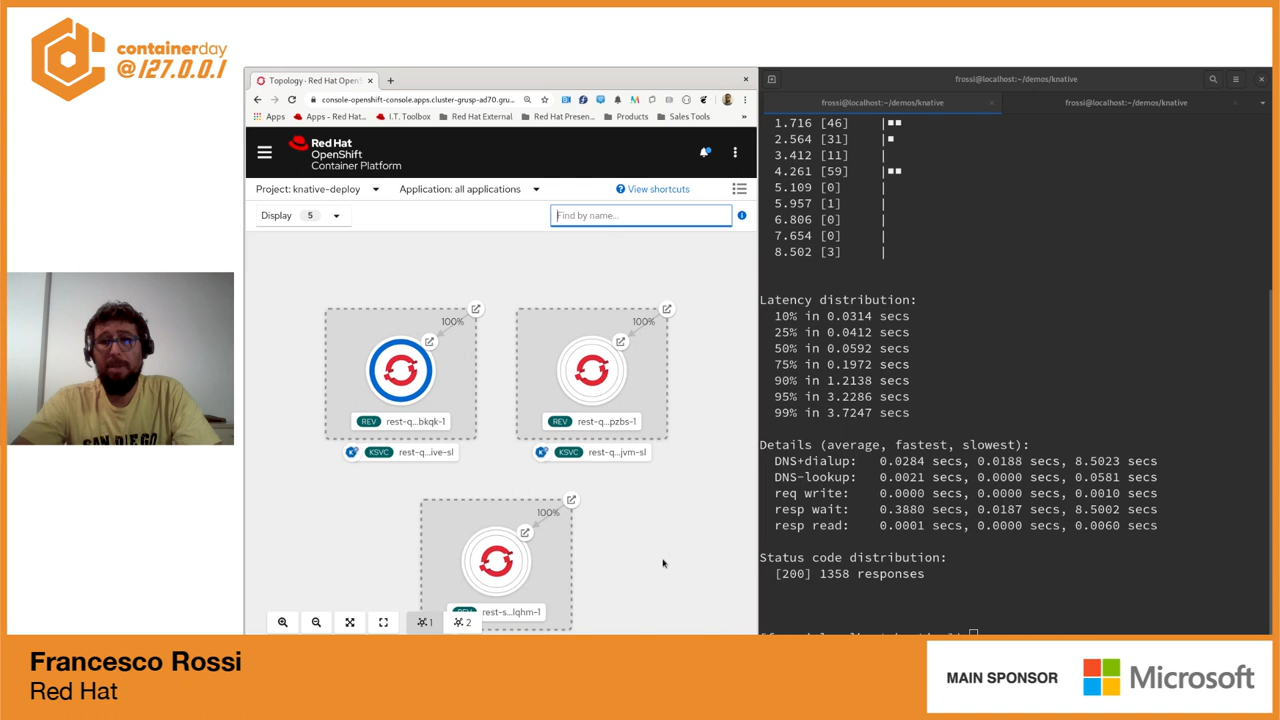 containerday
@127.0.0.1
Topology · Red Hat Open
console-openshift-console.apps.cluster-grusp-ad70.gru...
Apps
Apps - Red Hat...
I.T. Toolbox
Red Hat External
Red Hat Presen...
Products
Sales Tools
»
Red Hat
OpenShift
Container Platform
Project: knative-deploy
Application: all applications
View shortcuts
Display 5
Find by name...
100%
100%
REV rest-q...bkqk-1
REV rest-q...pzbs-1
KSVC rest-q...ive-sl
KSVC rest-q...jvm-sl
100%
REV rest-s...lqhm-1
1
2
SAN DIEGO
frossi@localhost:~/demos/knative
frossi@localhost:~/demos/knative
frossi@localhost:~/demos/knative
1.716 [46] |■■
2.564 [31] |■
3.412 [11] |
4.261 [59] |■■
5.109 [0] |
5.957 [1] |
6.806 [0] |
7.654 [0] |
8.502 [3] |
Latency distribution:
10% in 0.0314 secs
25% in 0.0412 secs
50% in 0.0592 secs
75% in 0.1972 secs
90% in 1.2138 secs
95% in 3.2286 secs
99% in 3.7247 secs
Details (average, fastest, slowest):
DNS+dialup: 0.0284 secs, 0.0188 secs, 8.5023 secs
DNS-lookup: 0.0021 secs, 0.0000 secs, 0.0581 secs
req write: 0.0000 secs, 0.0000 secs, 0.0010 secs
resp wait: 0.3880 secs, 0.0187 secs, 8.5002 secs
resp read: 0.0001 secs, 0.0000 secs, 0.0060 secs
Status code distribution:
[200] 1358 responses
Francesco Rossi
Red Hat
MAIN SPONSOR
Microsoft